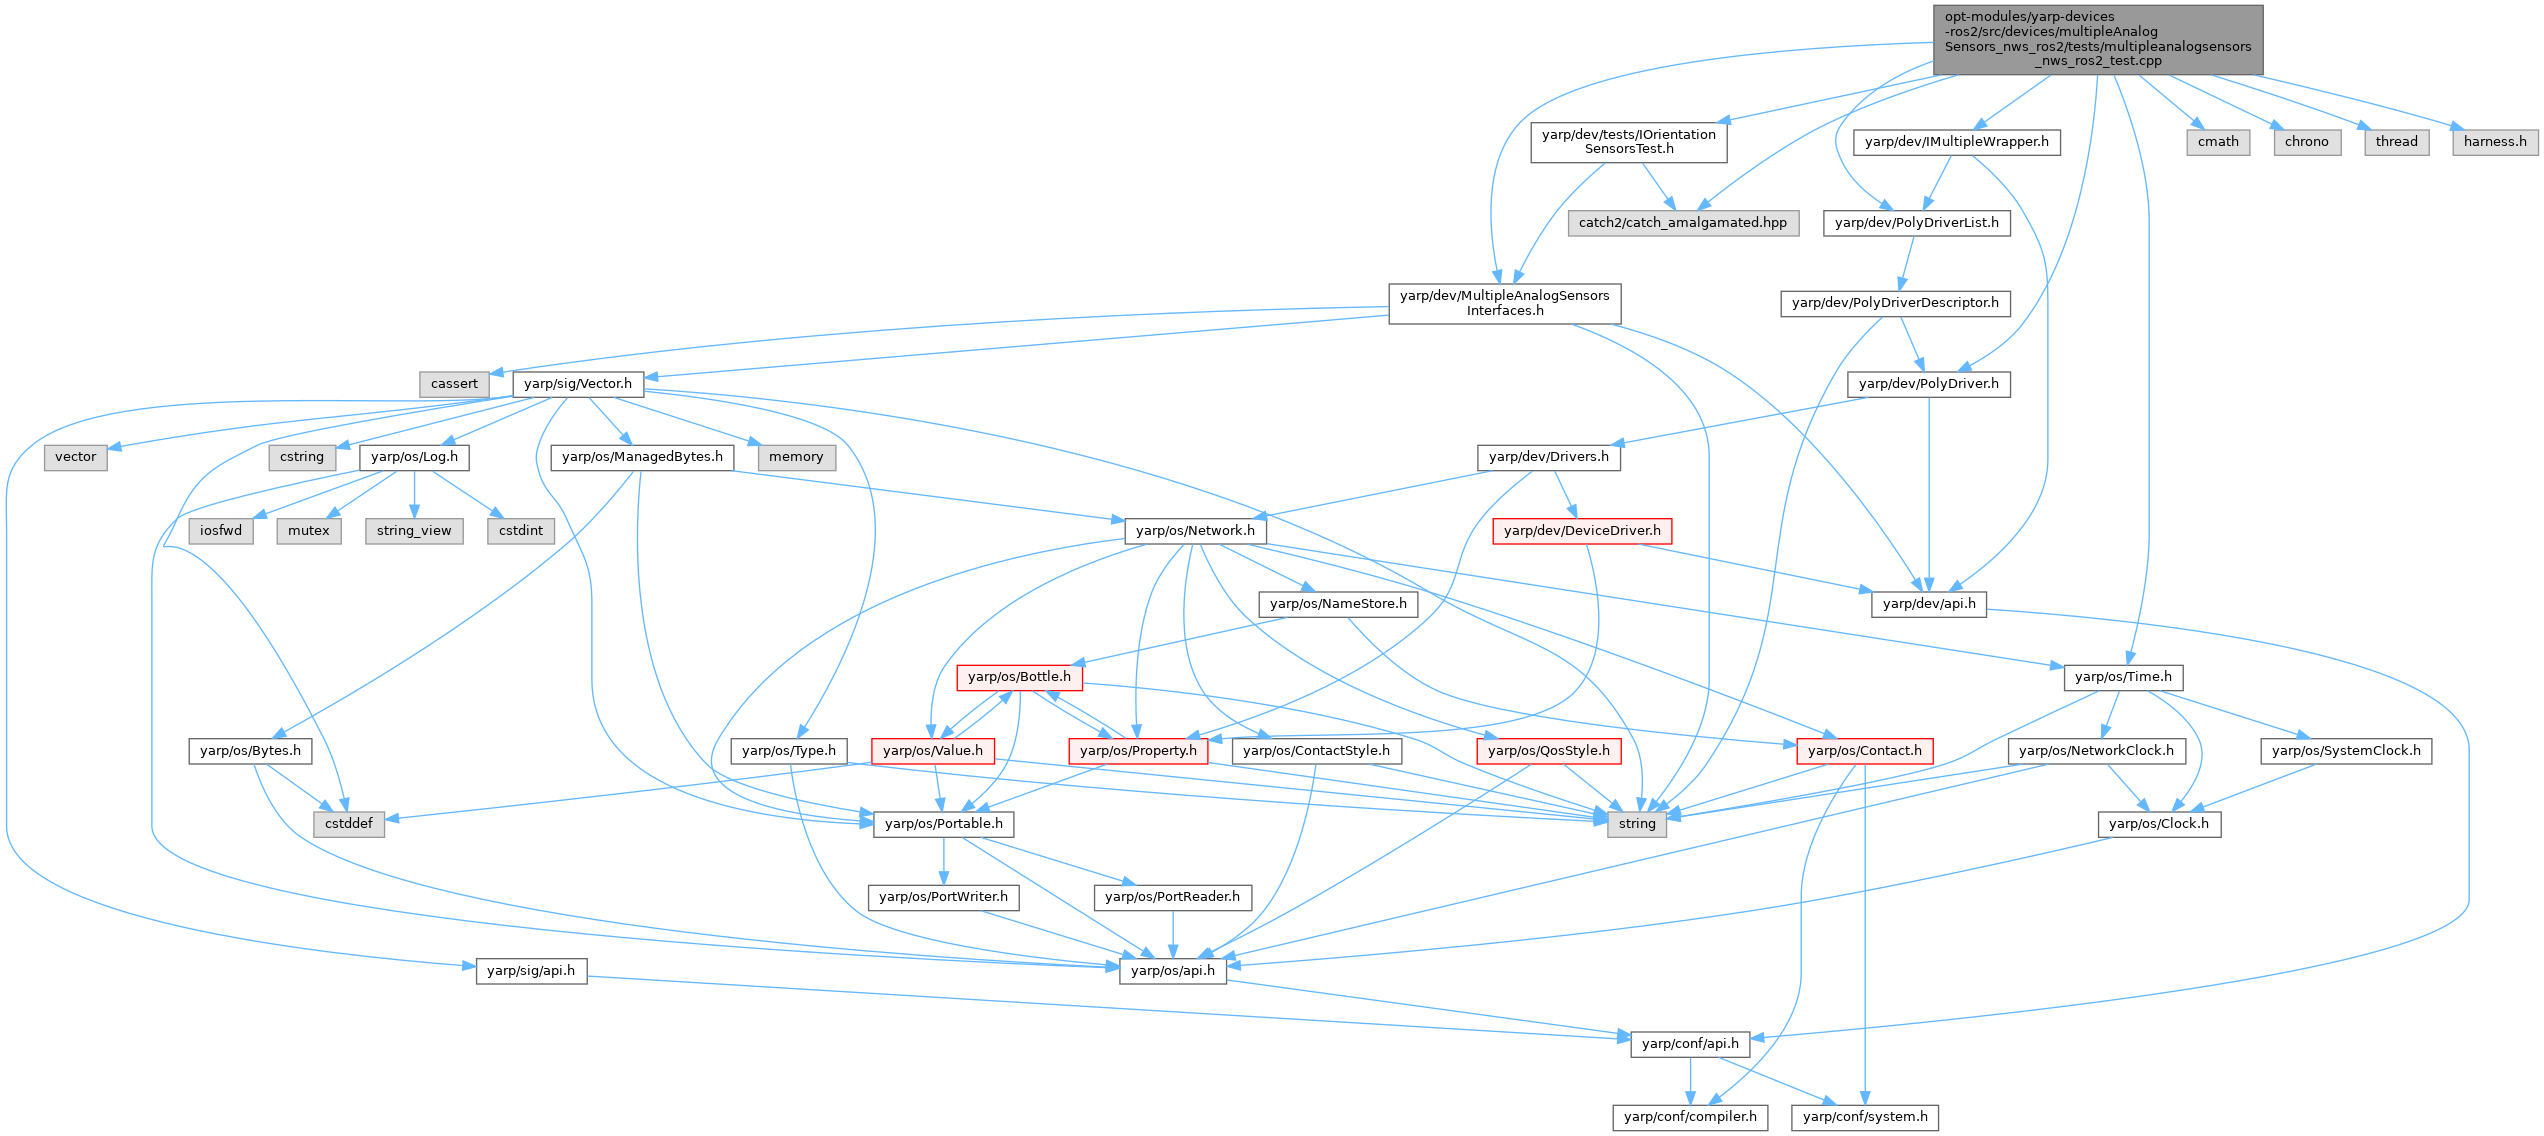 opt-modules/yarp-devices
-ros2/src/devices/multipleAnalog
Sensors_nws_ros2/tests/multipleanalogsensors
_nws_ros2_test.cpp
yarp/dev/tests/IOrientation
SensorsTest.h
yarp/dev/IMultipleWrapper.h
cmath
chrono
thread
harness.h
catch2/catch_amalgamated.hpp
yarp/dev/PolyDriverList.h
yarp/dev/MultipleAnalogSensors
Interfaces.h
yarp/dev/PolyDriverDescriptor.h
cassert
yarp/sig/Vector.h
yarp/dev/PolyDriver.h
vector
cstring
yarp/os/Log.h
yarp/os/ManagedBytes.h
memory
yarp/dev/Drivers.h
iosfwd
mutex
string_view
cstdint
yarp/os/Network.h
yarp/dev/DeviceDriver.h
yarp/os/NameStore.h
yarp/dev/api.h
yarp/os/Bottle.h
yarp/os/Time.h
yarp/os/Bytes.h
yarp/os/Type.h
yarp/os/Value.h
yarp/os/Property.h
yarp/os/ContactStyle.h
yarp/os/QosStyle.h
yarp/os/Contact.h
yarp/os/NetworkClock.h
yarp/os/SystemClock.h
cstddef
yarp/os/Portable.h
string
yarp/os/Clock.h
yarp/os/PortWriter.h
yarp/os/PortReader.h
yarp/sig/api.h
yarp/os/api.h
yarp/conf/api.h
yarp/conf/compiler.h
yarp/conf/system.h